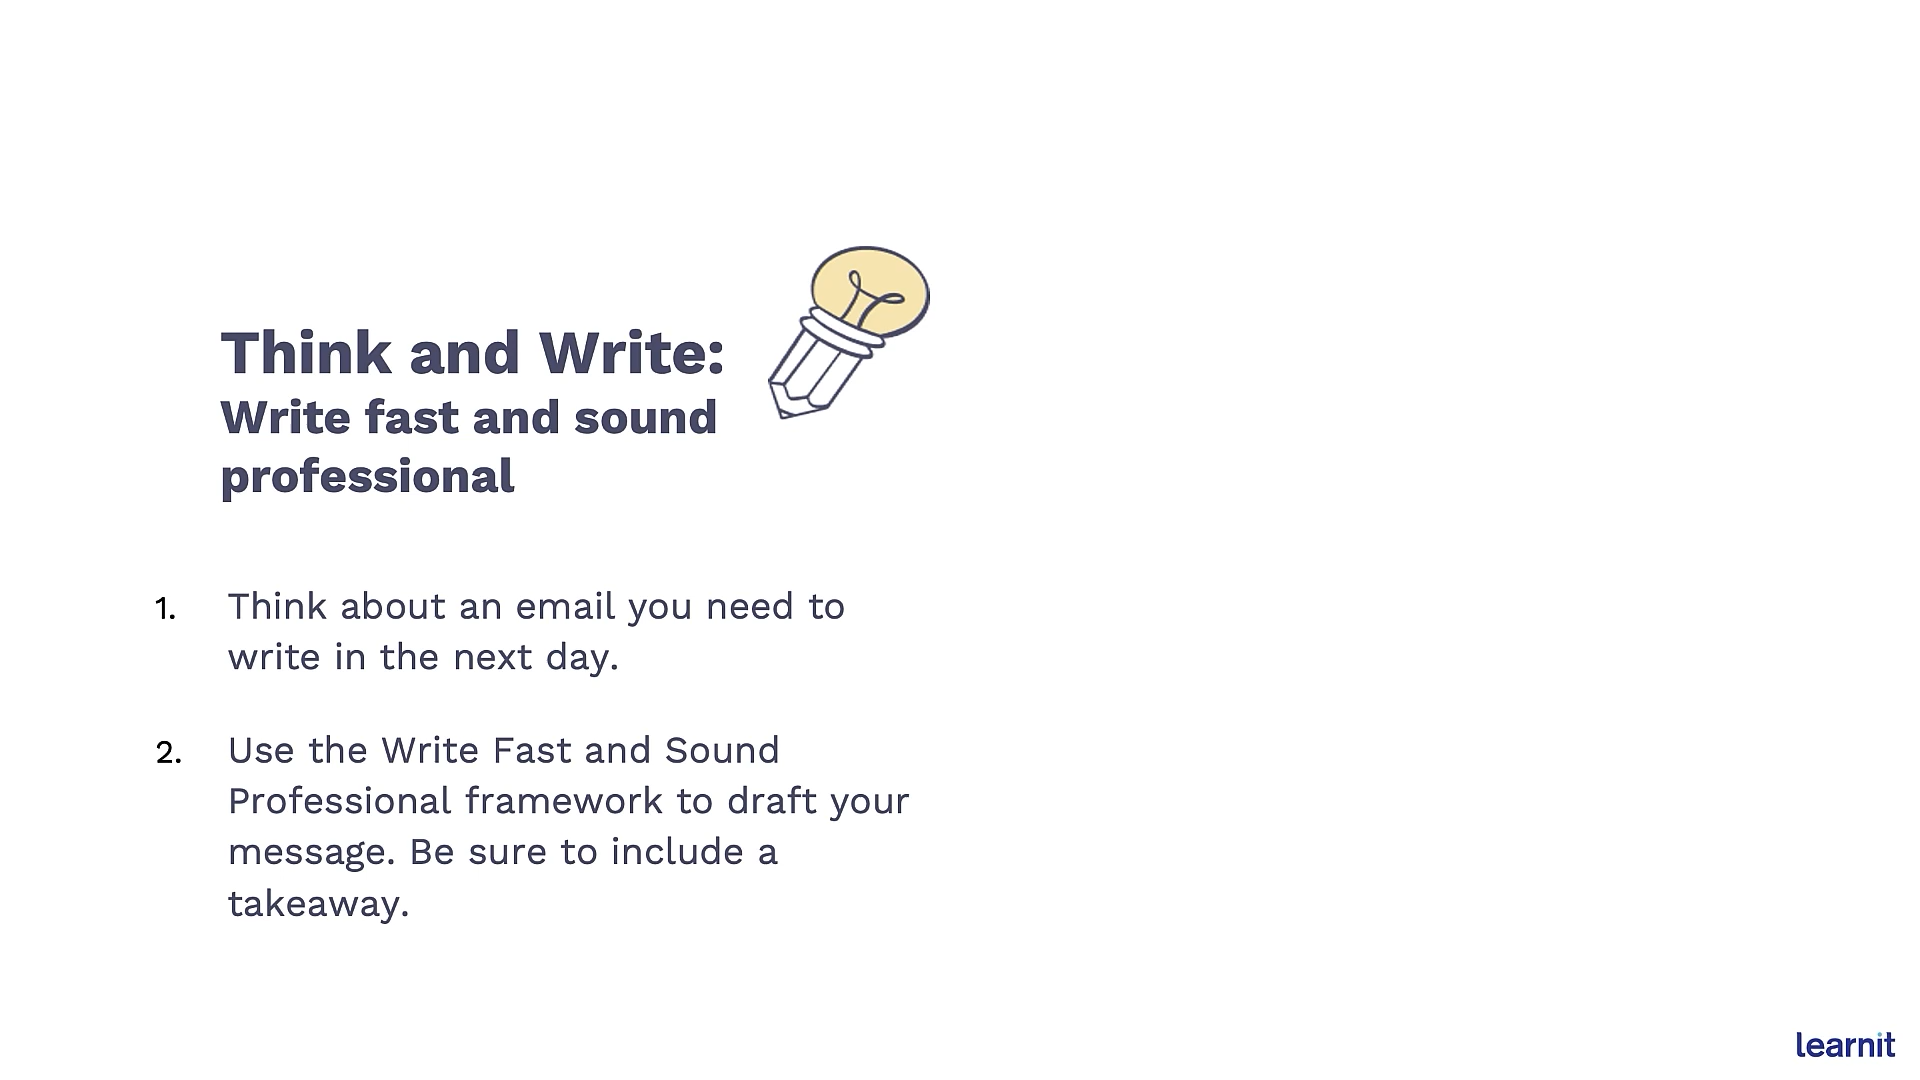 Think and Write:
Write fast and sound
professional
1. Think about an email you need to
write in the next day.
2. Use the Write Fast and Sound
Professional framework to draft your
message. Be sure to include a
takeaway.
learnit